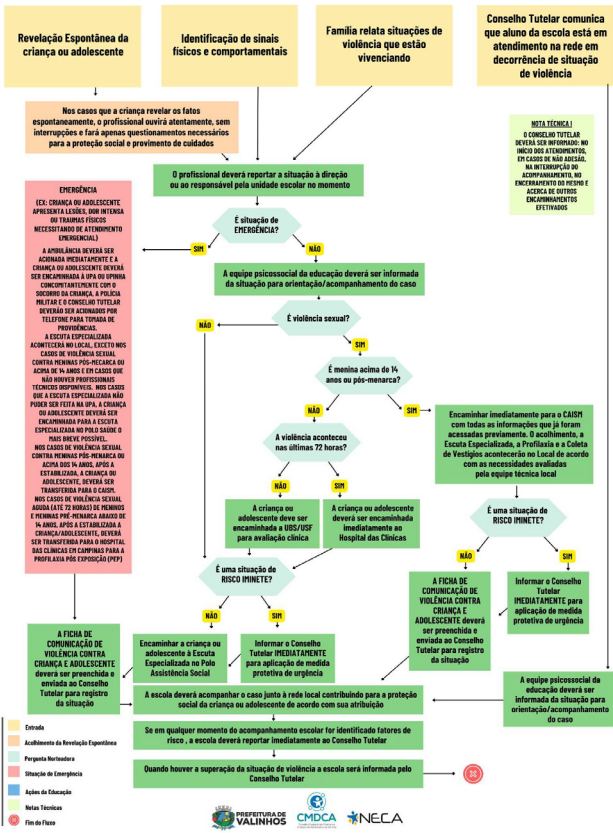 Revelação Espontânea da
criança ou adolescente
Identificação de sinais
físicos e comportamentais
Família relata situações de
violência que estão
vivenciando
Conselho Tutelar comunica
que aluno da escola está em
atendimento na rede em
decorrência de situação
de violência
Nos casos que a criança revelar os fatos
espontaneamente, o profissional ouvirá atentamente, sem
interrupções e fará apenas questionamentos necessários
para a proteção social e provimento de cuidados
NOTA TÉCNICA I
O CONSELHO TUTELAR
DEVERÁ SER INFORMADO: NO
INÍCIO DOS ATENDIMENTOS,
EM CASOS DE NÃO ADESÃO,
NA INTERRUPÇÃO DO
ACOMPANHAMENTO, NO
ENCERRAMENTO DO MESMO E
ACERCA DE OUTROS
ENCAMINHAMENTOS
EFETIVADOS
O profissional deverá reportar a situação à direção
ou ao responsável pela unidade escolar no momento
EMERGÊNCIA
(EX: CRIANÇA OU ADOLESCENTE
APRESENTA LESÕES, DOR INTENSA
OU TRAUMAS FÍSICOS
NECESSITANDO DE ATENDIMENTO
EMERGENCIAL)
A AMBULÂNCIA DEVERÁ SER
ACIONADA IMEDIATAMENTE E A
CRIANÇA OU ADOLESCENTE DEVERÁ
SER ENCAMINHADA À UPA OU UPINHA
CONCOMITANTEMENTE COM O
SOCORRO DA CRIANÇA, A POLÍCIA
MILITAR E O CONSELHO TUTELAR
DEVERÃO SER ACIONADOS POR
TELEFONE PARA TOMADA DE
PROVIDÊNCIAS.
A ESCUTA ESPECIALIZADA
ACONTECERÁ NO LOCAL, EXCETO NOS
CASOS DE VIOLÊNCIA SEXUAL
CONTRA MENINAS PÓS-MECARCA OU
ACIMA DE 14 ANOS E EM CASOS QUE
NÃO HOUVER PROFISSIONAIS
TÉCNICOS DISPONÍVEIS. NOS CASOS
QUE A ESCUTA ESPECIALIZADA NÃO
PUDER SER FEITA NA UPA, A CRIANÇA
OU ADOLESCENTE DEVERÁ SER
ENCAMINHADA PARA A ESCUTA
ESPECIALIZADA NO POLO SAÚDE O
MAIS BREVE POSSÍVEL.
NOS CASOS DE VIOLÊNCIA SEXUAL
CONTRA MENINAS PÓS-MENARCA OU
ACIMA DOS 14 ANOS, APÓS A
ESTABILIZADA, A CRIANÇA OU
ADOLESCENTE, DEVERÁ SER
TRANSFERIDA PARA O CAISM.
NOS CASOS DE VIOLÊNCIA SEXUAL
AGUDA (ATÉ 72 HORAS) DE MENINOS
E MENINAS PRÉ-MENARCA ABAIXO DE
14 ANOS, APÓS A ESTABILIZADA A
CRIANÇA/ADOLESCENTE, DEVERÁ
SER TRANSFERIDA PARA O HOSPITAL
DAS CLÍNICAS EM CAMPINAS PARA A
PROFILAXIA PÓS EXPOSIÇÃO (PEP)
É situação de
EMERGÊNCIA?
SIM
NÃO
A equipe psicossocial da educação deverá ser informada
da situação para orientação/acompanhamento do caso
É violência sexual?
NÃO
SIM
É menina acima de 14
anos ou pós-menarca?
NÃO
SIM
A violência aconteceu
nas últimas 72 horas?
Encaminhar imediatamente para o CAISM
com todas as informações que já foram
acessadas previamente. O acolhimento, a
Escuta Especializada, a Profilaxia e a Coleta
de Vestígios acontecerão no Local de acordo
com as necessidades avaliadas
pela equipe técnica local
NÃO
SIM
A criança ou
adolescente deve ser
encaminhada a UBS/USF
para avaliação clínica
A criança ou adolescente
deverá ser encaminhada
imediatamente ao
Hospital das Clínicas
É uma situação de
RISCO IMINETE?
NÃO
SIM
É uma situação de
RISCO IMINETE?
NÃO
SIM
A FICHA DE
COMUNICAÇÃO DE
VIOLÊNCIA CONTRA
CRIANÇA E
ADOLESCENTE deverá
ser preenchida e
enviada ao Conselho
Tutelar para registro
da situação
Informar o Conselho
Tutelar
IMEDIATAMENTE para
aplicação de medida
protetiva de urgência
A FICHA DE
COMUNICAÇÃO DE
VIOLÊNCIA CONTRA
CRIANÇA E ADOLESCENTE
deverá ser preenchida e
enviada ao Conselho
Tutelar para registro
da situação
Encaminhar a criança ou
adolescente à Escuta
Especializada no Polo
Assistência Social
Informar o Conselho
Tutelar IMEDIATAMENTE
para aplicação de medida
protetiva de urgência
A equipe psicossocial da
educação deverá ser
informada da situação para
orientação/acompanhamento
do caso
A escola deverá acompanhar o caso junto à rede local contribuindo para a proteção
social da criança ou adolescente de acordo com sua atribuição
Se em qualquer momento do acompanhamento escolar for identificado fatores de
risco , a escola deverá reportar imediatamente ao Conselho Tutelar
Quando houver a superação da situação de violência a escola será informada pelo
Conselho Tutelar
Entrada
Acolhimento da Revelação Espontânea
Pergunta Norteadora
Situação de Emergência
Ações da Educação
Notas Técnicas
Fim do Fluxo
PREFEITURA DE
VALINHOS
CMDCA
NECA